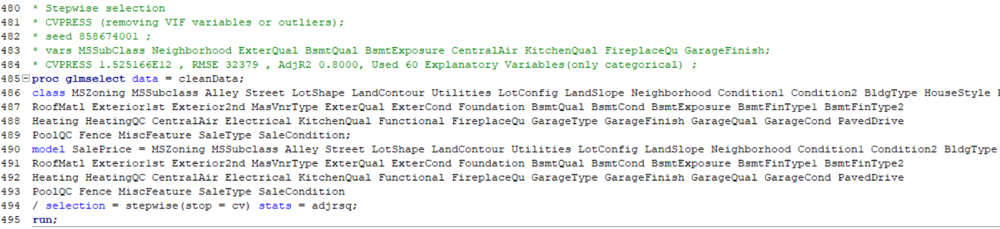 480 * Stepwise selection
481 * CVPRESS (removing VIF variables or outliers);
482 * seed 858674001 ;
483 * vars MSSubClass Neighborhood ExterQual BsmtQual BsmtExposure CentralAir KitchenQual FireplaceQu GarageFinish;
484 * CVPRESS 1.525166E12 , RMSE 32379 , AdjR2 0.8000, Used 60 Explanatory Variables(only categorical) ;
485 proc glmselect data = cleanData;
486 class MSZoning MSSubclass Alley Street LotShape LandContour Utilities LotConfig LandSlope Neighborhood Condition1 Condition2 BldgType HouseStyle
487 RoofMatl Exterior1st Exterior2nd MasVnrType ExterQual ExterCond Foundation BsmtQual BsmtCond BsmtExposure BsmtFinType1 BsmtFinType2
488 Heating HeatingQC CentralAir Electrical KitchenQual Functional FireplaceQu GarageType GarageFinish GarageQual GarageCond PavedDrive
489 PoolQC Fence MiscFeature SaleType SaleCondition;
490 model SalePrice = MSZoning MSSubclass Alley Street LotShape LandContour Utilities LotConfig LandSlope Neighborhood Condition1 Condition2 BldgType
491 RoofMatl Exterior1st Exterior2nd MasVnrType ExterQual ExterCond Foundation BsmtQual BsmtCond BsmtExposure BsmtFinType1 BsmtFinType2
492 Heating HeatingQC CentralAir Electrical KitchenQual Functional FireplaceQu GarageType GarageFinish GarageQual GarageCond PavedDrive
493 PoolQC Fence MiscFeature SaleType SaleCondition
494 / selection = stepwise(stop = cv) stats = adjrsq;
495 run;